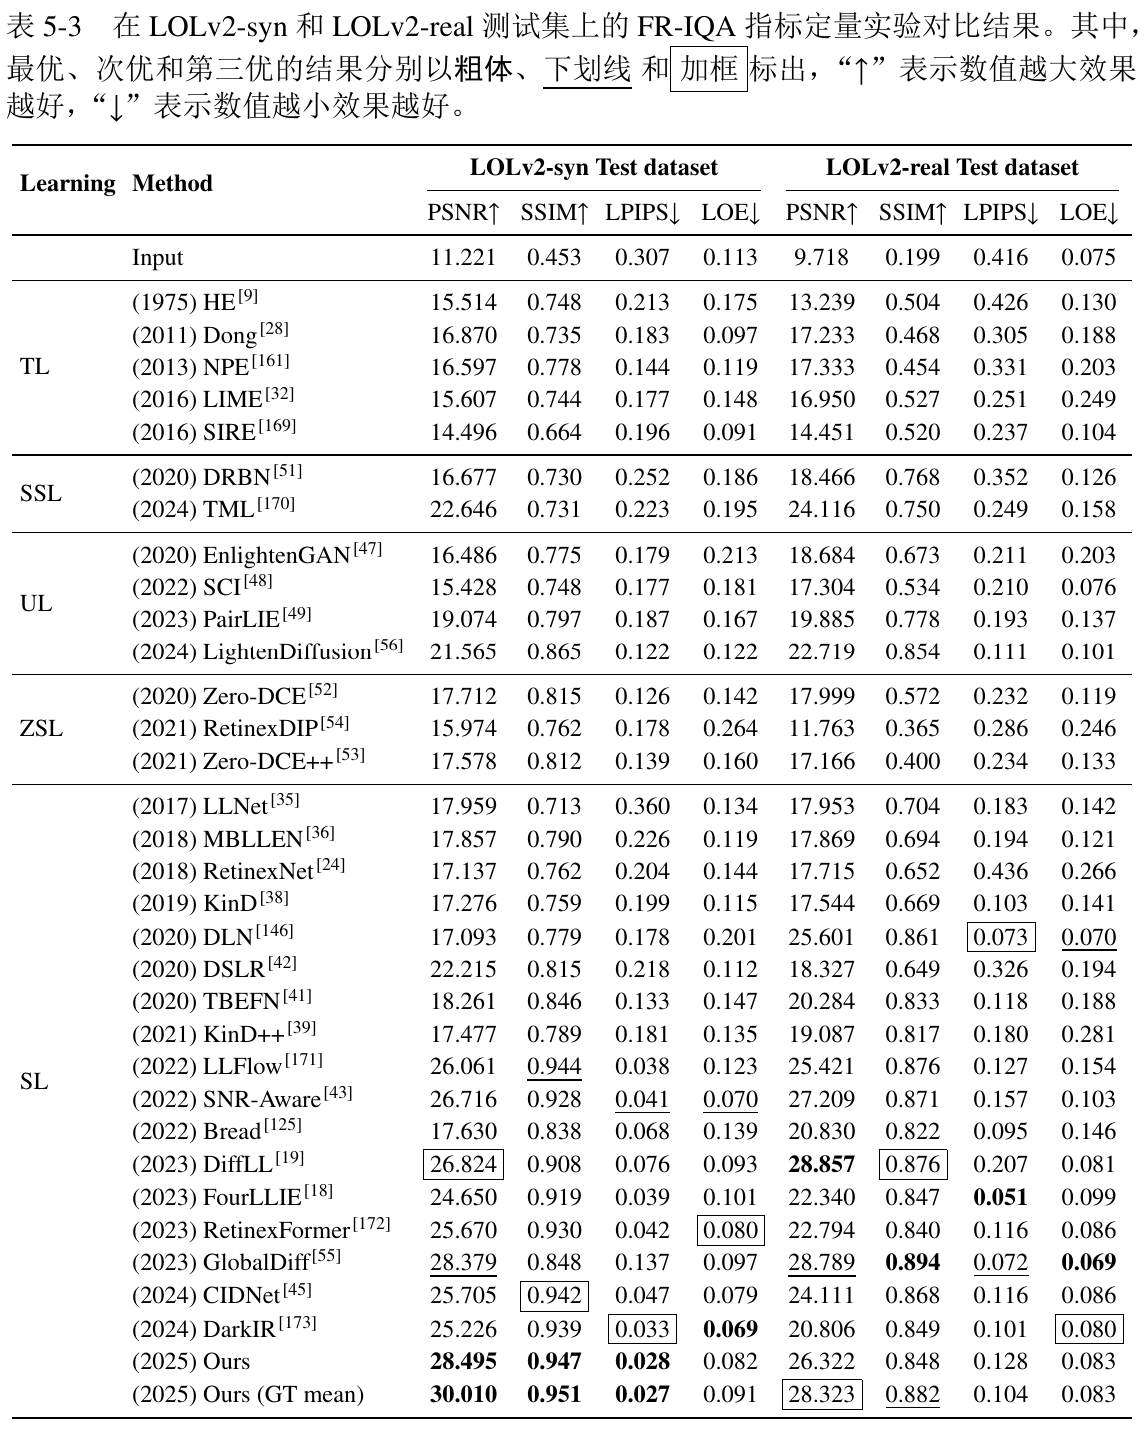 表 5-3 在 LOLv2-syn 和 LOLv2-real 测试集上的 FR-IQA 指标定量实验对比结果。其中，
最优、次优和第三优的结果分别以粗体、下划线 和 加框 标出，“↑”表示数值越大效果
越好，“↓”表示数值越小效果越好。
Learning Method LOLv2-syn Test dataset LOLv2-real Test dataset
PSNR↑ SSIM↑ LPIPS↓ LOE↓ PSNR↑ SSIM↑ LPIPS↓ LOE↓
Input 11.221 0.453 0.307 0.113 9.718 0.199 0.416 0.075
TL
(1975) HE[9] 15.514 0.748 0.213 0.175 13.239 0.504 0.426 0.130
(2011) Dong[28] 16.870 0.735 0.183 0.097 17.233 0.468 0.305 0.188
(2013) NPE[161] 16.597 0.778 0.144 0.119 17.333 0.454 0.331 0.203
(2016) LIME[32] 15.607 0.744 0.177 0.148 16.950 0.527 0.251 0.249
(2016) SIRE[169] 14.496 0.664 0.196 0.091 14.451 0.520 0.237 0.104
SSL
(2020) DRBN[51] 16.677 0.730 0.252 0.186 18.466 0.768 0.352 0.126
(2024) TML[170] 22.646 0.731 0.223 0.195 24.116 0.750 0.249 0.158
UL
(2020) EnlightenGAN[47] 16.486 0.775 0.179 0.213 18.684 0.673 0.211 0.203
(2022) SCI[48] 15.428 0.748 0.177 0.181 17.304 0.534 0.210 0.076
(2023) PairLIE[49] 19.074 0.797 0.187 0.167 19.885 0.778 0.193 0.137
(2024) LightenDiffusion[56] 21.565 0.865 0.122 0.122 22.719 0.854 0.111 0.101
ZSL
(2020) Zero-DCE[52] 17.712 0.815 0.126 0.142 17.999 0.572 0.232 0.119
(2021) RetinexDIP[54] 15.974 0.762 0.178 0.264 11.763 0.365 0.286 0.246
(2021) Zero-DCE++[53] 17.578 0.812 0.139 0.160 17.166 0.400 0.234 0.133
SL
(2017) LLNet[35] 17.959 0.713 0.360 0.134 17.953 0.704 0.183 0.142
(2018) MBLLEN[36] 17.857 0.790 0.226 0.119 17.869 0.694 0.194 0.121
(2018) RetinexNet[24] 17.137 0.762 0.204 0.144 17.715 0.652 0.436 0.266
(2019) KinD[38] 17.276 0.759 0.199 0.115 17.544 0.669 0.103 0.141
(2020) DLN[146] 17.093 0.779 0.178 0.201 25.601 0.861 0.073 0.070
(2020) DSLR[42] 22.215 0.815 0.218 0.112 18.327 0.649 0.326 0.194
(2020) TBEFN[41] 18.261 0.846 0.133 0.147 20.284 0.833 0.118 0.188
(2021) KinD++[39] 17.477 0.789 0.181 0.135 19.087 0.817 0.180 0.281
(2022) LLFlow[171] 26.061 0.944 0.038 0.123 25.421 0.876 0.127 0.154
(2022) SNR-Aware[43] 26.716 0.928 0.041 0.070 27.209 0.871 0.157 0.103
(2022) Bread[125] 17.630 0.838 0.068 0.139 20.830 0.822 0.095 0.146
(2023) DiffLL[19] 26.824 0.908 0.076 0.093 28.857 0.876 0.207 0.081
(2023) FourLLIE[18] 24.650 0.919 0.039 0.101 22.340 0.847 0.051 0.099
(2023) RetinexFormer[172] 25.670 0.930 0.042 0.080 22.794 0.840 0.116 0.086
(2023) GlobalDiff[55] 28.379 0.848 0.137 0.097 28.789 0.894 0.072 0.069
(2024) CIDNet[45] 25.705 0.942 0.047 0.079 24.111 0.868 0.116 0.086
(2024) DarkIR[173] 25.226 0.939 0.033 0.069 20.806 0.849 0.101 0.080
(2025) Ours 28.495 0.947 0.028 0.082 26.322 0.848 0.128 0.083
(2025) Ours (GT mean) 30.010 0.951 0.027 0.091 28.323 0.882 0.104 0.083